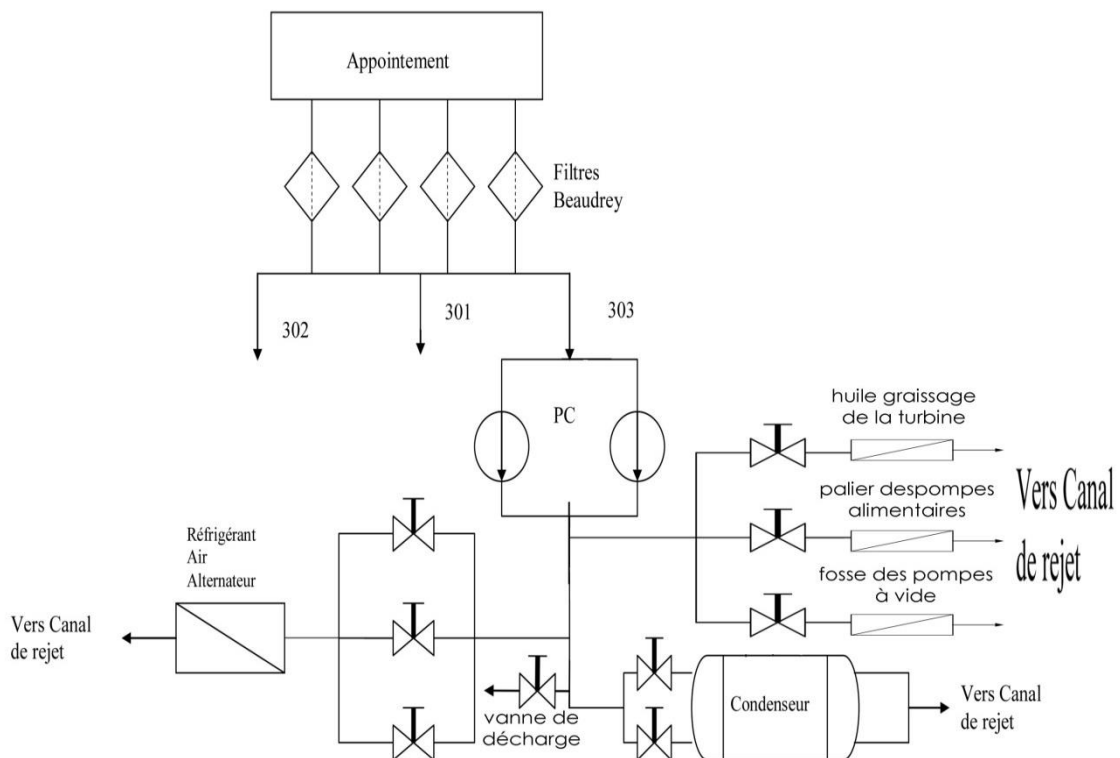 Appointement
Filtres
Beaudrey
302
301
303
PC
huile graissage
de la turbine
palier despompes
alimentaires
fosse des pompes
à vide
Vers Canal
de rejet
Réfrigérant
Air
Alternateur
Vers Canal
de rejet
vanne de
décharge
Condenseur
Vers Canal
de rejet